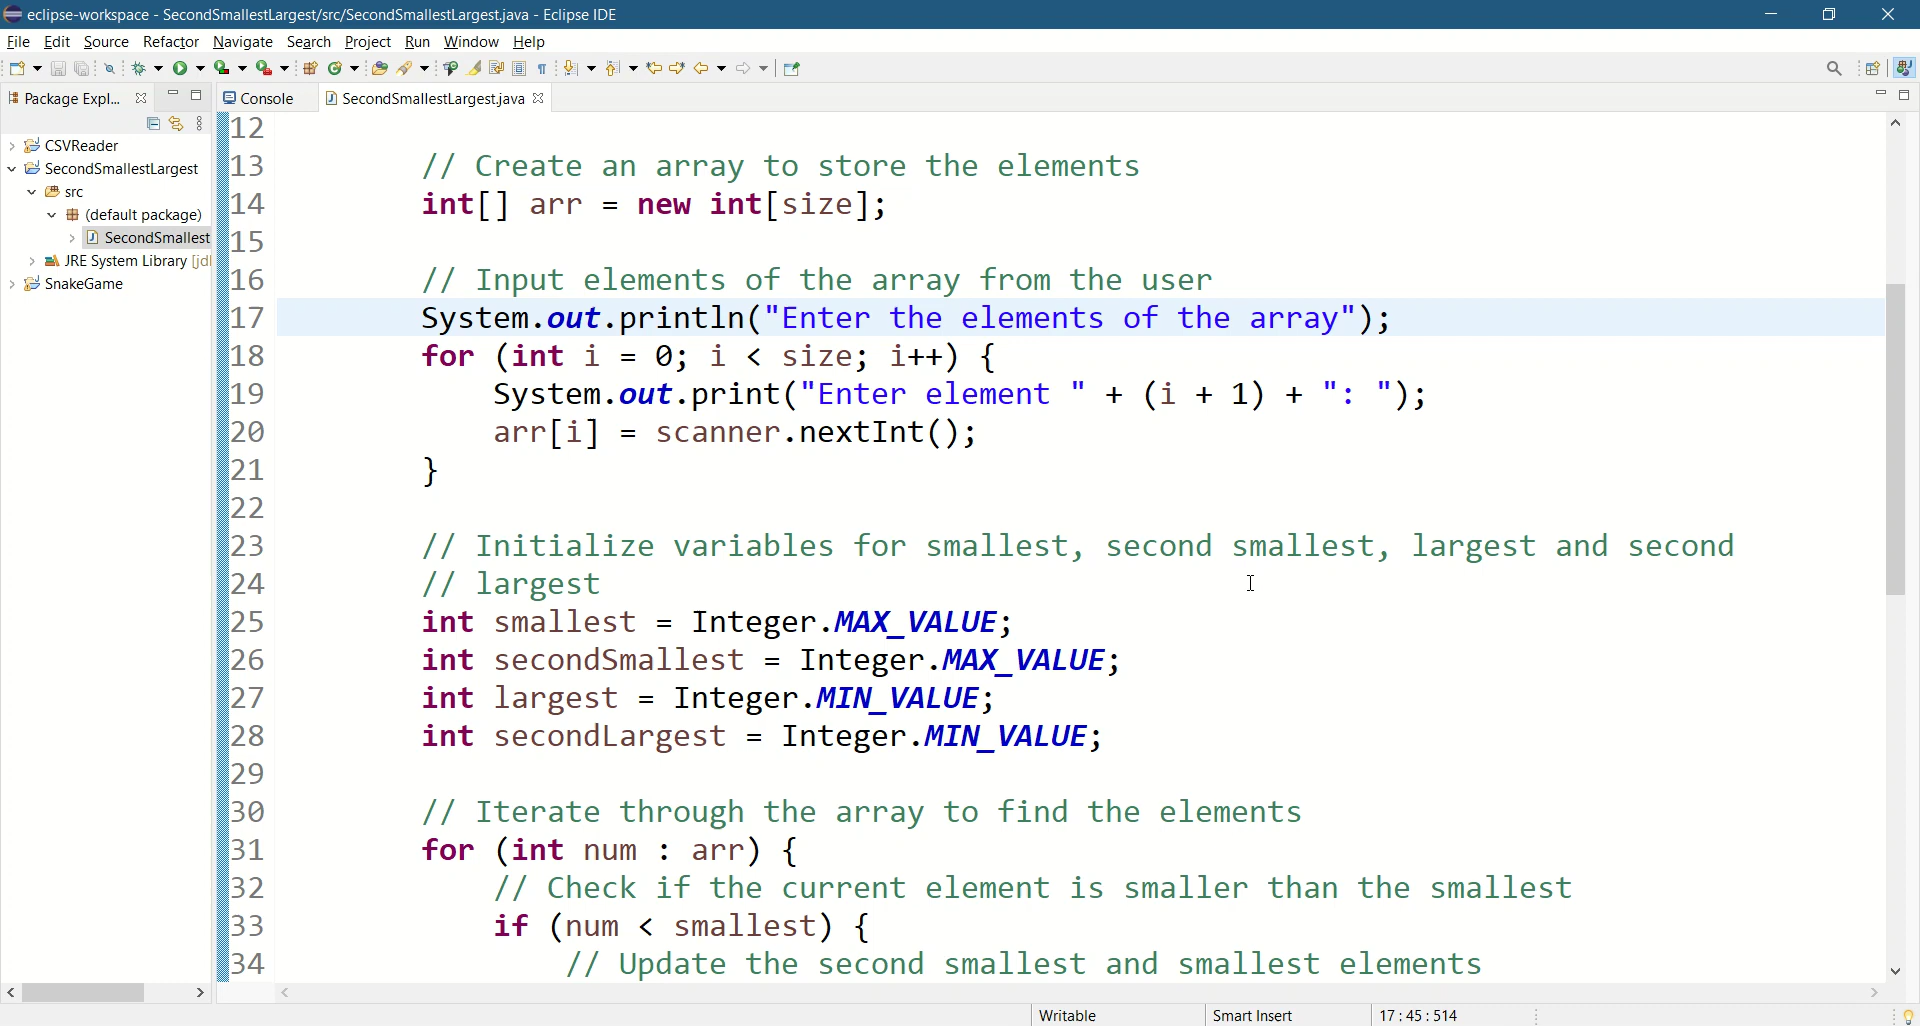 eclipse-workspace - SecondSmallestLargest/src/SecondSmallestLargest.java - Eclipse IDE
File Edit Source Refactor Navigate Search Project Run Window Help
Package Expl... Console SecondSmallestLargest.java
CSVReader
SecondSmallestLargest
src
(default package)
SecondSmallest
JRE System Library [jdl
SnakeGame
12
13 // Create an array to store the elements
14 int[] arr = new int[size];
15
16 // Input elements of the array from the user
17 System.out.println("Enter the elements of the array");
18 for (int i = 0; i < size; i++) {
19 System.out.print("Enter element " + (i + 1) + ": ");
20 arr[i] = scanner.nextInt();
21 }
22
23 // Initialize variables for smallest, second smallest, largest and second
24 // largest
25 int smallest = Integer.MAX_VALUE;
26 int secondSmallest = Integer.MAX_VALUE;
27 int largest = Integer.MIN_VALUE;
28 int secondLargest = Integer.MIN_VALUE;
29
30 // Iterate through the array to find the elements
31 for (int num : arr) {
32 // Check if the current element is smaller than the smallest
33 if (num < smallest) {
34 // Update the second smallest and smallest elements
Writable Smart Insert 17 : 45 : 514